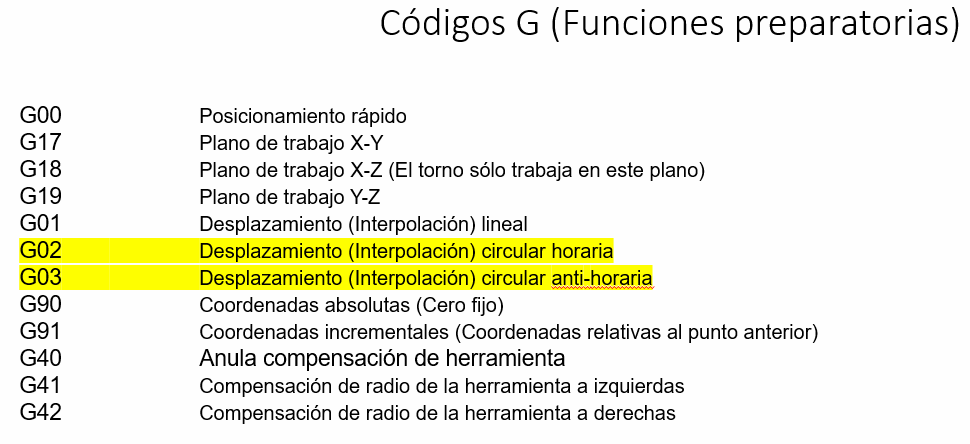 Códigos G (Funciones preparatorias)
G00 Posicionamiento rápido
G17 Plano de trabajo X-Y
G18 Plano de trabajo X-Z (El torno sólo trabaja en este plano)
G19 Plano de trabajo Y-Z
G01 Desplazamiento (Interpolación) lineal
G02 Desplazamiento (Interpolación) circular horaria
G03 Desplazamiento (Interpolación) circular anti-horaria
G90 Coordenadas absolutas (Cero fijo)
G91 Coordenadas incrementales (Coordenadas relativas al punto anterior)
G40 Anula compensación de herramienta
G41 Compensación de radio de la herramienta a izquierdas
G42 Compensación de radio de la herramienta a derechas